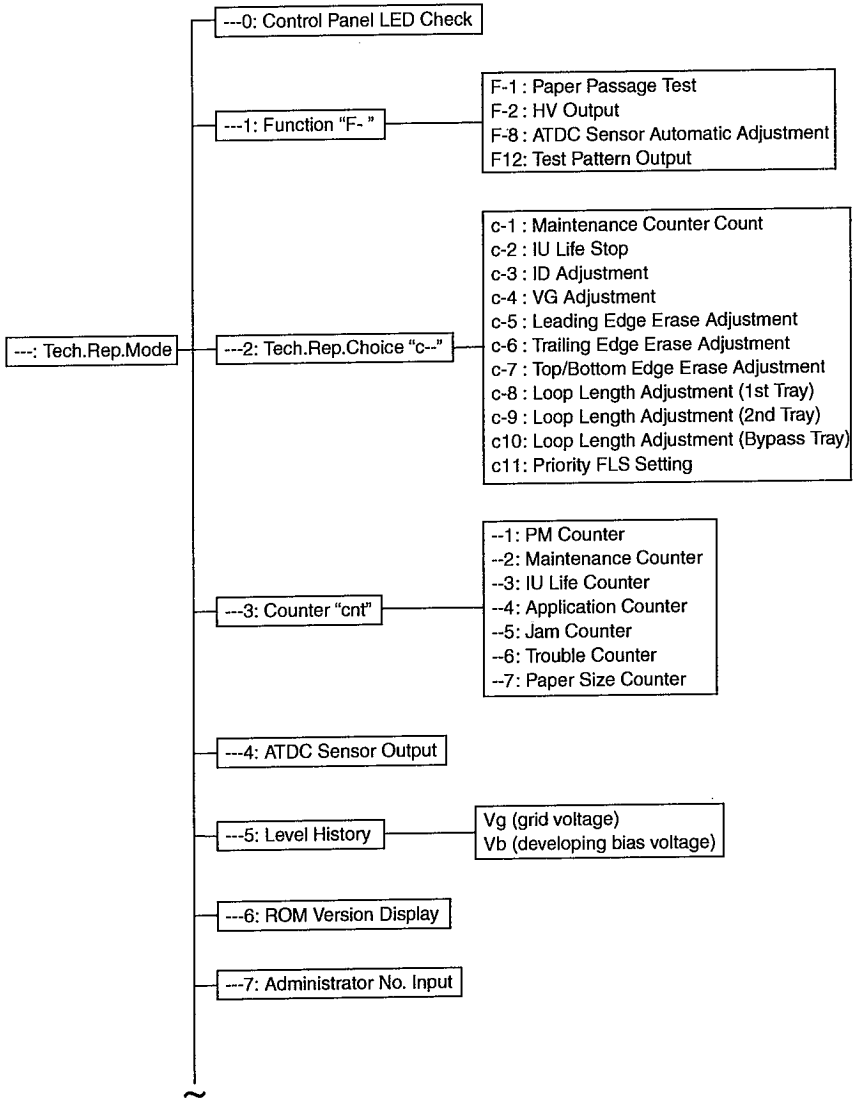 ---0: Control Panel LED Check
---1: Function “F- ”
F-1 : Paper Passage Test
F-2 : HV Output
F-8 : ATDC Sensor Automatic Adjustment
F12: Test Pattern Output
---: Tech.Rep.Mode
---2: Tech.Rep.Choice “c--”
c-1 : Maintenance Counter Count
c-2 : IU Life Stop
c-3 : ID Adjustment
c-4 : VG Adjustment
c-5 : Leading Edge Erase Adjustment
c-6 : Trailing Edge Erase Adjustment
c-7 : Top/Bottom Edge Erase Adjustment
c-8 : Loop Length Adjustment (1st Tray)
c-9 : Loop Length Adjustment (2nd Tray)
c10: Loop Length Adjustment (Bypass Tray)
c11: Priority FLS Setting
---3: Counter “cnt”
--1: PM Counter
--2: Maintenance Counter
--3: IU Life Counter
--4: Application Counter
--5: Jam Counter
--6: Trouble Counter
--7: Paper Size Counter
---4: ATDC Sensor Output
---5: Level History
Vg (grid voltage)
Vb (developing bias voltage)
---6: ROM Version Display
---7: Administrator No. Input
~